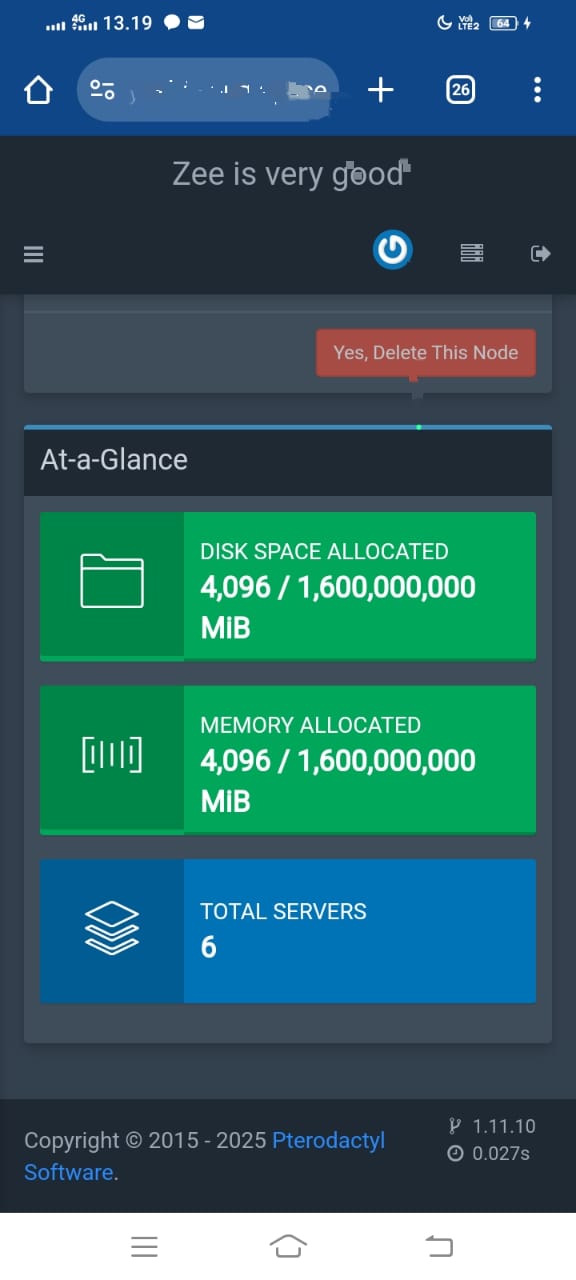 4G 13.19 Vo) LTE2 64
26
Zee is very good
Yes, Delete This Node
At-a-Glance
DISK SPACE ALLOCATED
4,096 / 1,600,000,000
MiB
MEMORY ALLOCATED
4,096 / 1,600,000,000
MiB
TOTAL SERVERS
6
Copyright © 2015 - 2025 Pterodactyl
Software.
1.11.10
0.027s